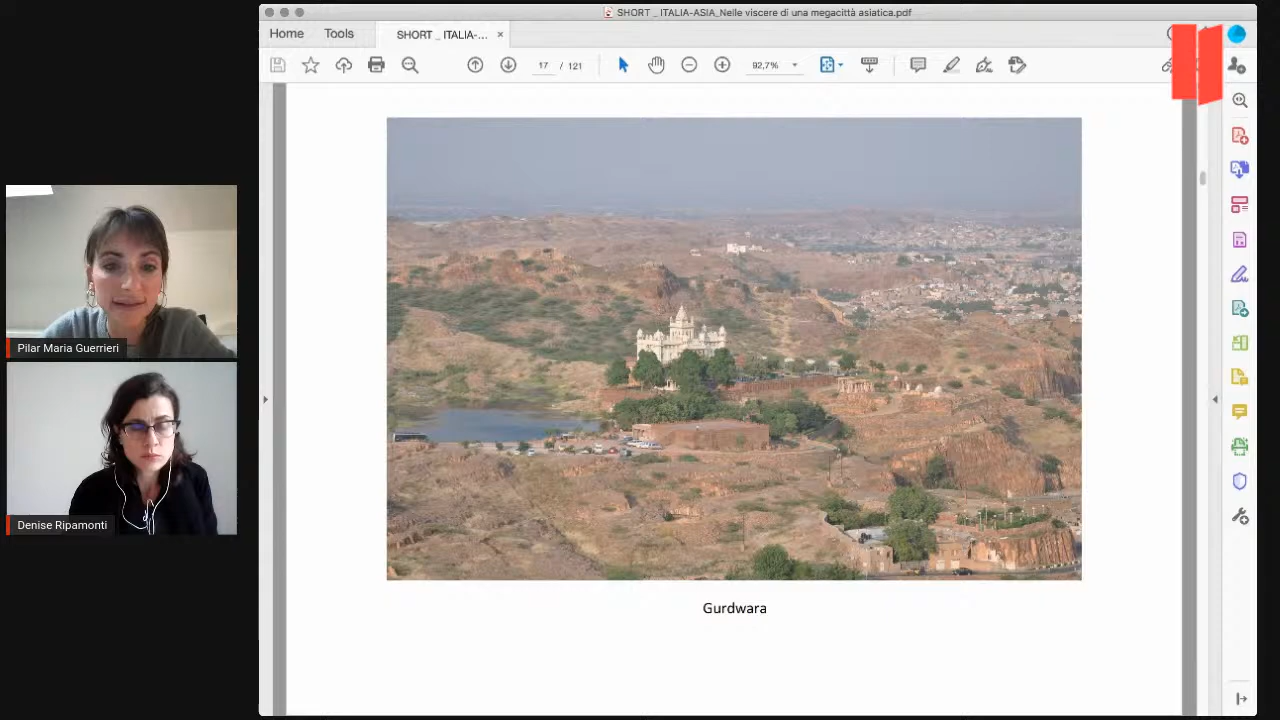 SHORT _ ITALIA-ASIA_Nelle viscere di una megacittà asiatica.pdf
Home Tools SHORT _ ITALIA-... ×
17 / 121 92,7%
Pilar Maria Guerrieri
Denise Ripamonti
Gurdwara